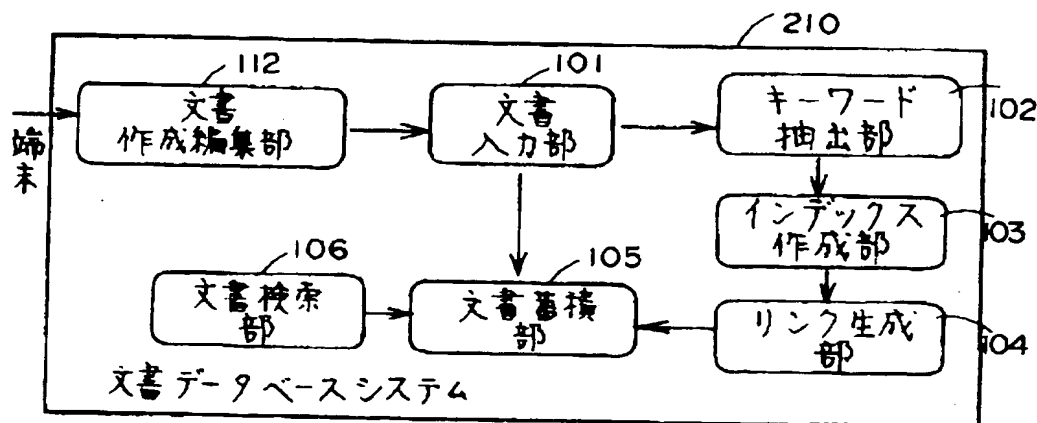 210
112
101
102
文書
作成編集部
文書
入力部
キーワード
抽出部
端末
インデックス
作成部
103
106
105
文書検索
部
文書蓄積
部
リンク生成
部
104
文書データベースシステム